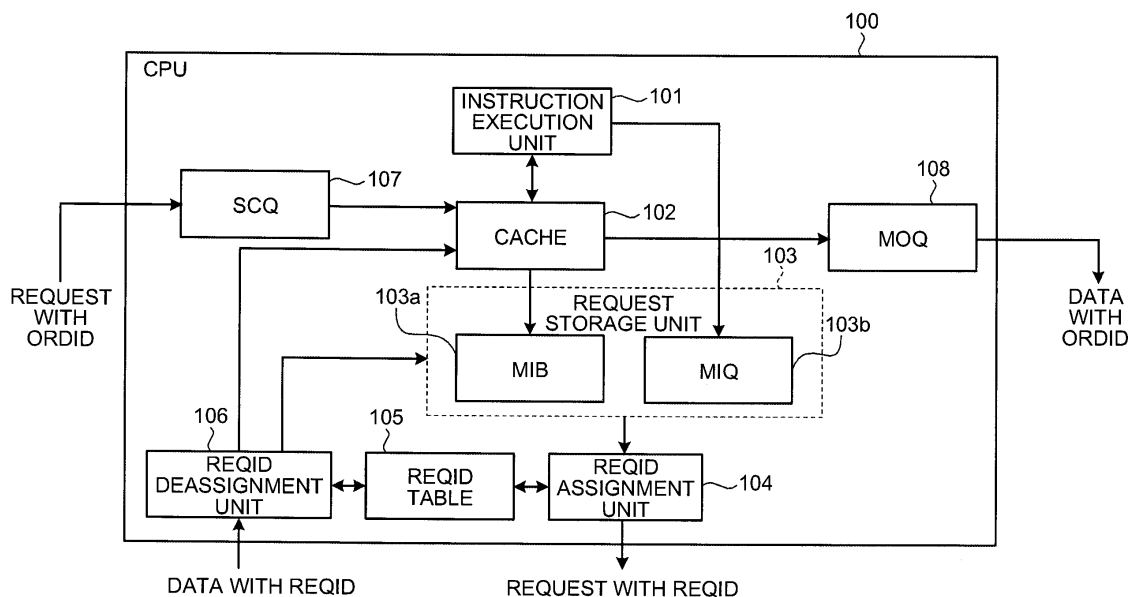 100
CPU
INSTRUCTION
EXECUTION
UNIT
101
SCQ
107
CACHE
102
MOQ
108
REQUEST
WITH
ORDID
DATA
WITH
ORDID
103
REQUEST
STORAGE UNIT
103a
MIB
MIQ
103b
106
REQID
DEASSIGNMENT
UNIT
105
REQID
TABLE
REQID
ASSIGNMENT
UNIT
104
DATA WITH REQID
REQUEST WITH REQID